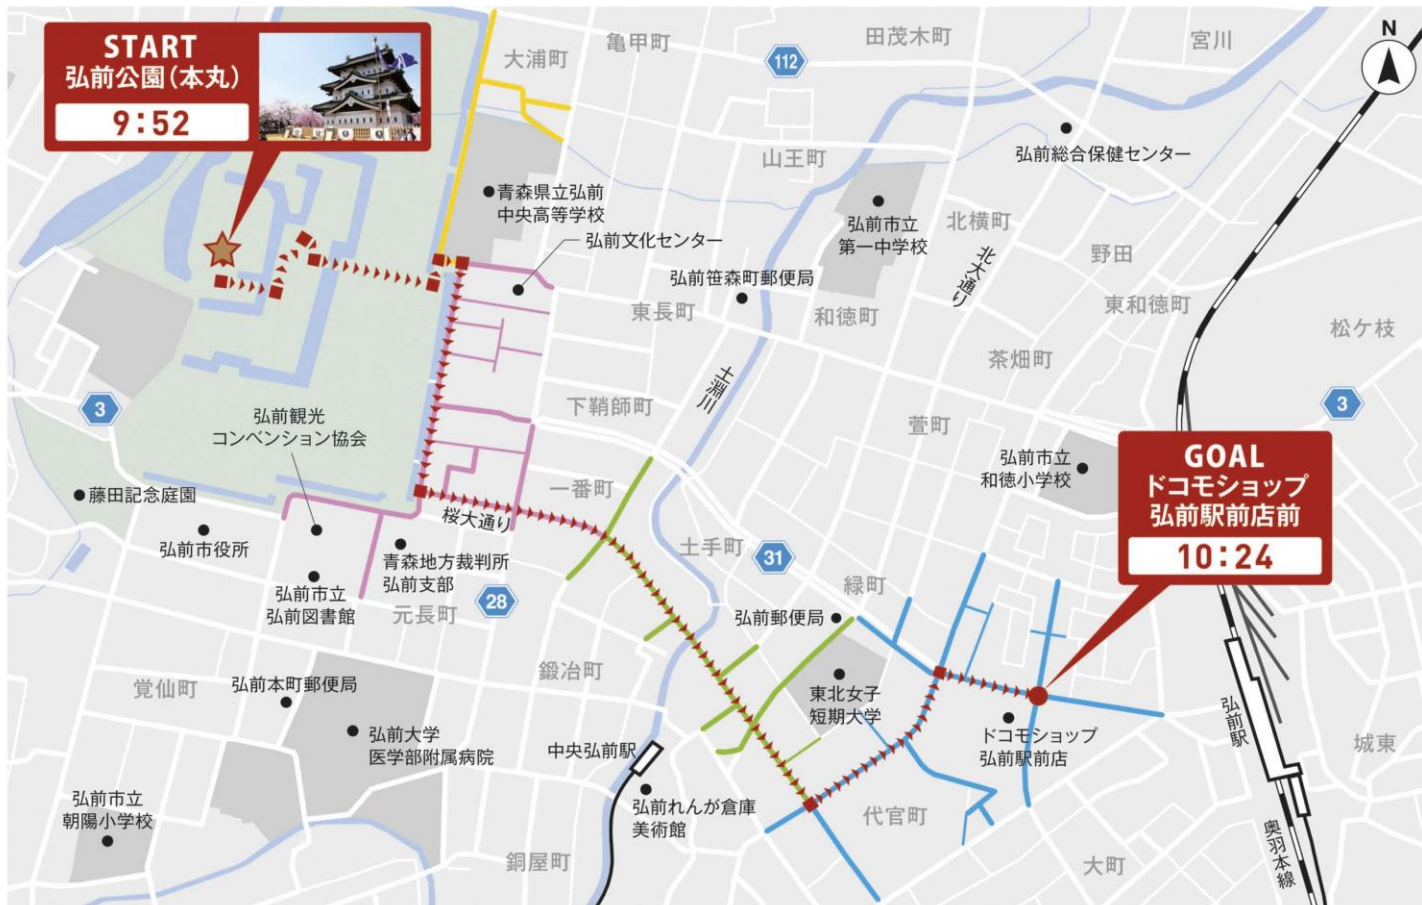 START
弘前公園(本丸)
9:52
大浦町
亀甲町
112
田茂木町
宮川
N
山王町
弘前総合保健センター
青森県立弘前
中央高等学校
弘前市立
第一中学校
北横町
弘前文化センター
北大通り
野田
弘前笹森町郵便局
東長町
和徳町
東和徳町
松ケ枝
茶畑町
土淵川
3
弘前観光
コンベンション協会
下鞘師町
萱町
3
GOAL
ドコモショップ
弘前駅前店前
10:24
弘前市立
和徳小学校
藤田記念庭園
一番町
桜大通り
弘前市役所
土手町
31
青森地方裁判所
弘前支部
弘前市立
弘前図書館
28
元長町
緑町
弘前郵便局
鍛冶町
覚仙町
弘前本町郵便局
東北女子
短期大学
弘前大学
医学部附属病院
中央弘前駅
ドコモショップ
弘前駅前店
弘前駅
城東
弘前市立
朝陽小学校
弘前れんが倉庫
美術館
代官町
銅屋町
大町
奥羽本線